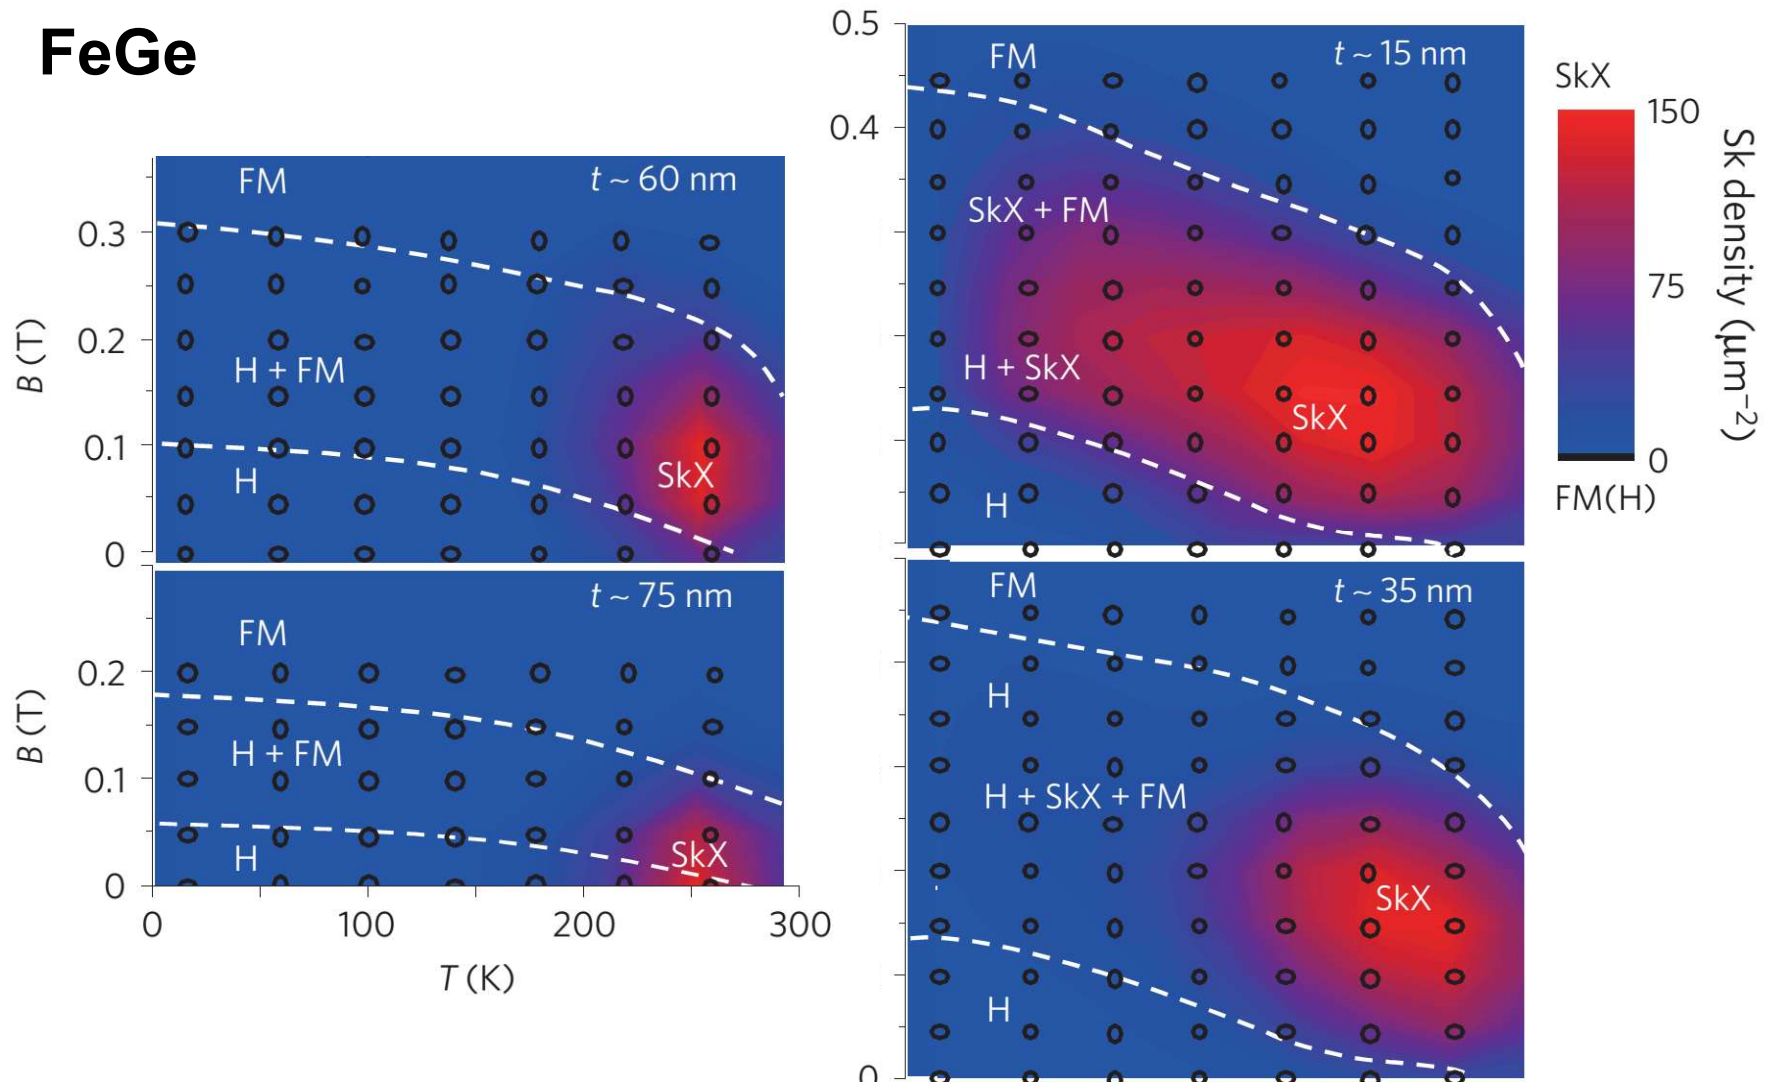 FeGe
FM
t ~ 60 nm
0.3
0.2
0.1
0
B (T)
H + FM
H
SkX
t ~ 75 nm
FM
0.2
0.1
0
B (T)
H + FM
H
SkX
0
100
200
300
T (K)
0.5
0.4
FM
t ~ 15 nm
SkX + FM
H + SkX
SkX
H
FM
t ~ 35 nm
H
H + SkX + FM
SkX
H
0
SkX
150
75
0
FM(H)
Sk density (μm⁻²)